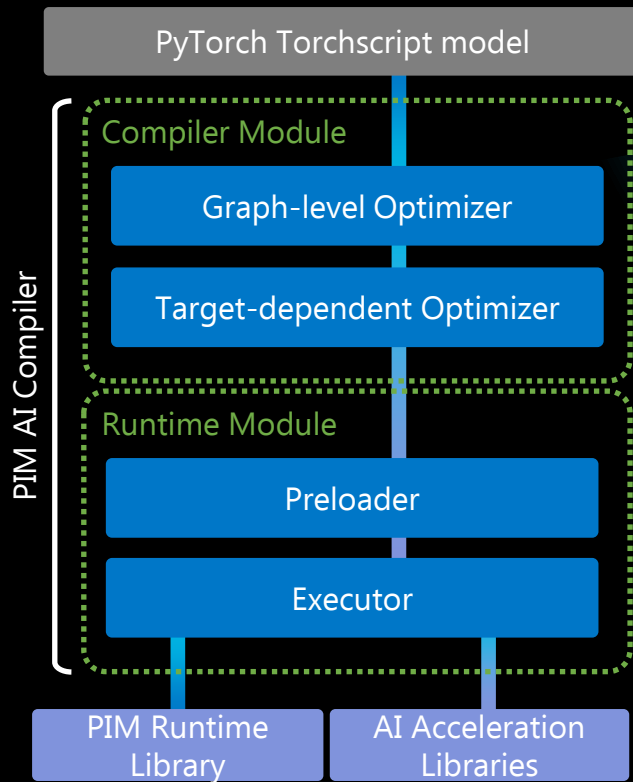 PyTorch Torchscript model
Compiler Module
Graph-level Optimizer
Target-dependent Optimizer
PIM AI Compiler
Runtime Module
Preloader
Executor
PIM Runtime
Library
AI Acceleration
Libraries